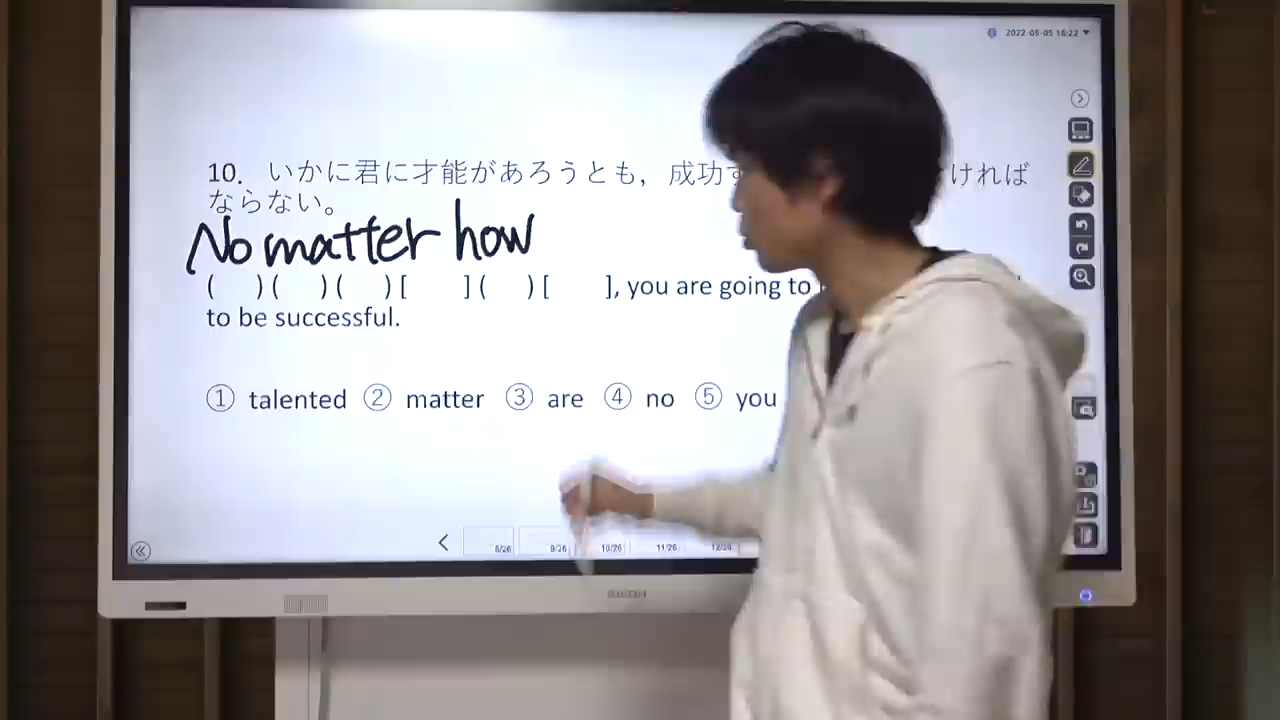 2022-05-05 16:22
10. いかに君に才能があろうとも，成功す ければ
ならない。
No matter how
( )( )( )[ ]( )[ ], you are going to
to be successful.
① talented ② matter ③ are ④ no ⑤ you
8/26 9/26 10/26 11/26 12/26
RICOH